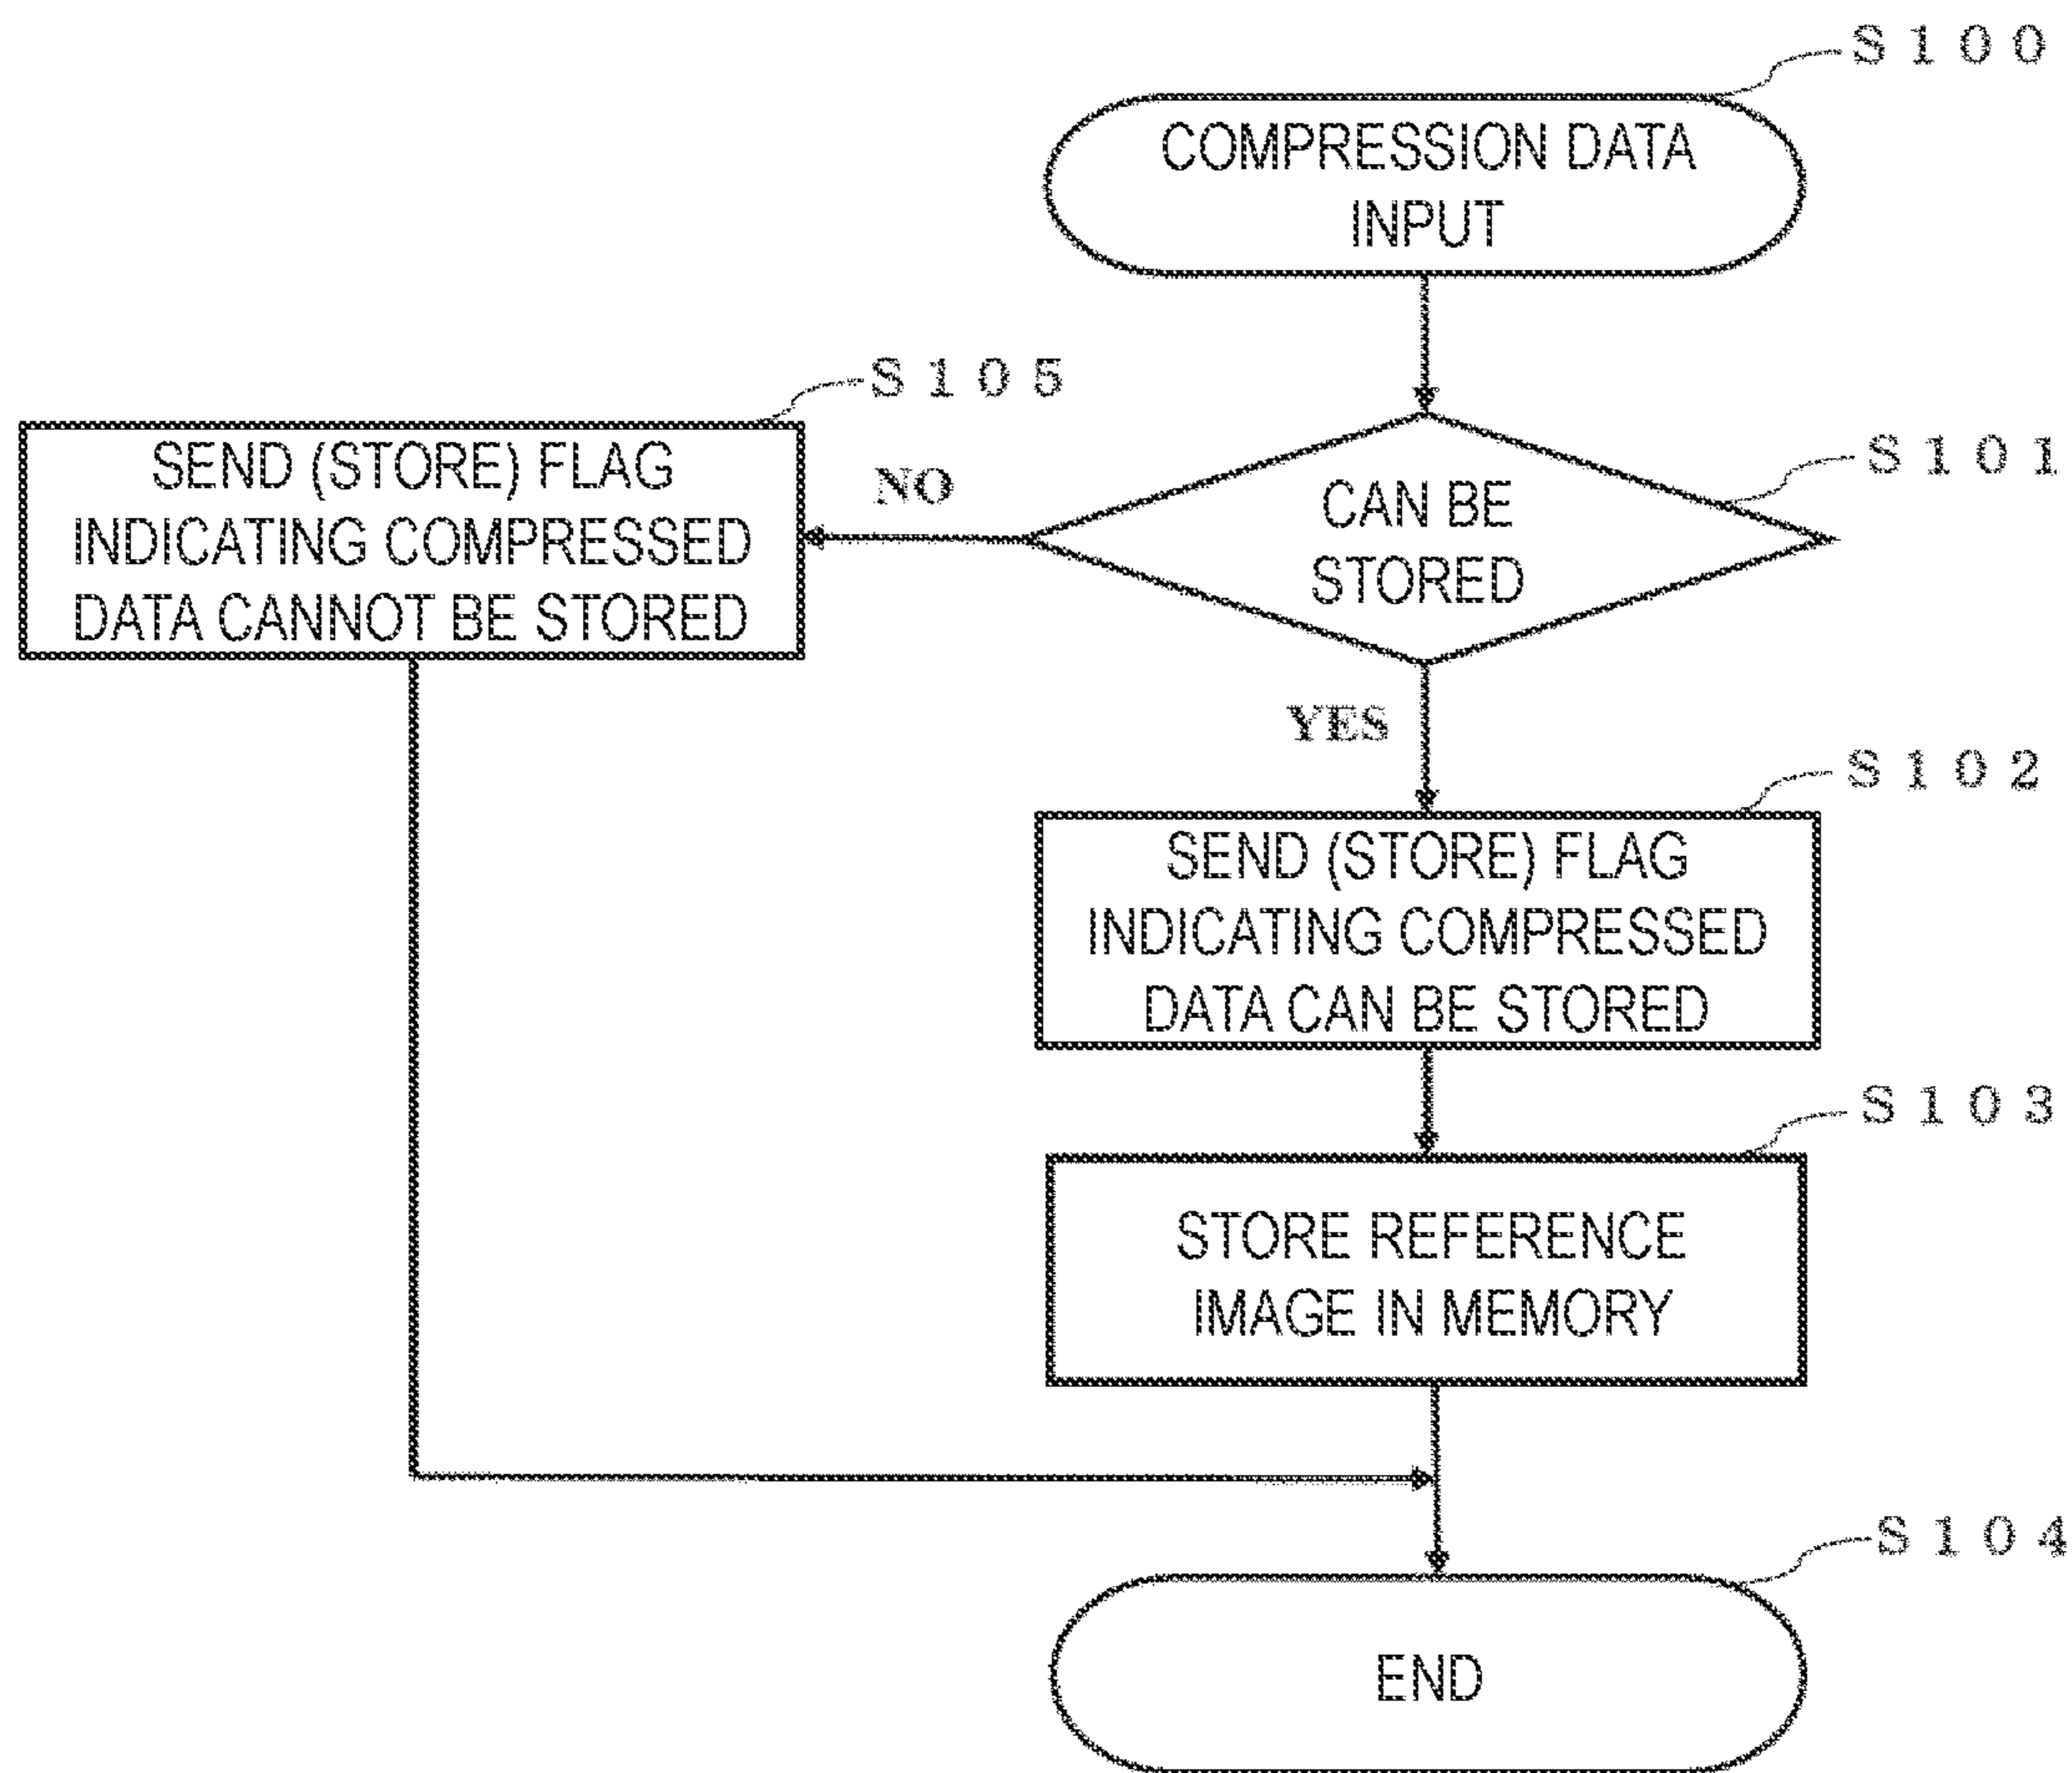 S100
COMPRESSION DATA
INPUT
S105
SEND (STORE) FLAG
INDICATING COMPRESSED
DATA CANNOT BE STORED
NO
S101
CAN BE
STORED
YES
S102
SEND (STORE) FLAG
INDICATING COMPRESSED
DATA CAN BE STORED
S103
STORE REFERENCE
IMAGE IN MEMORY
S104
END